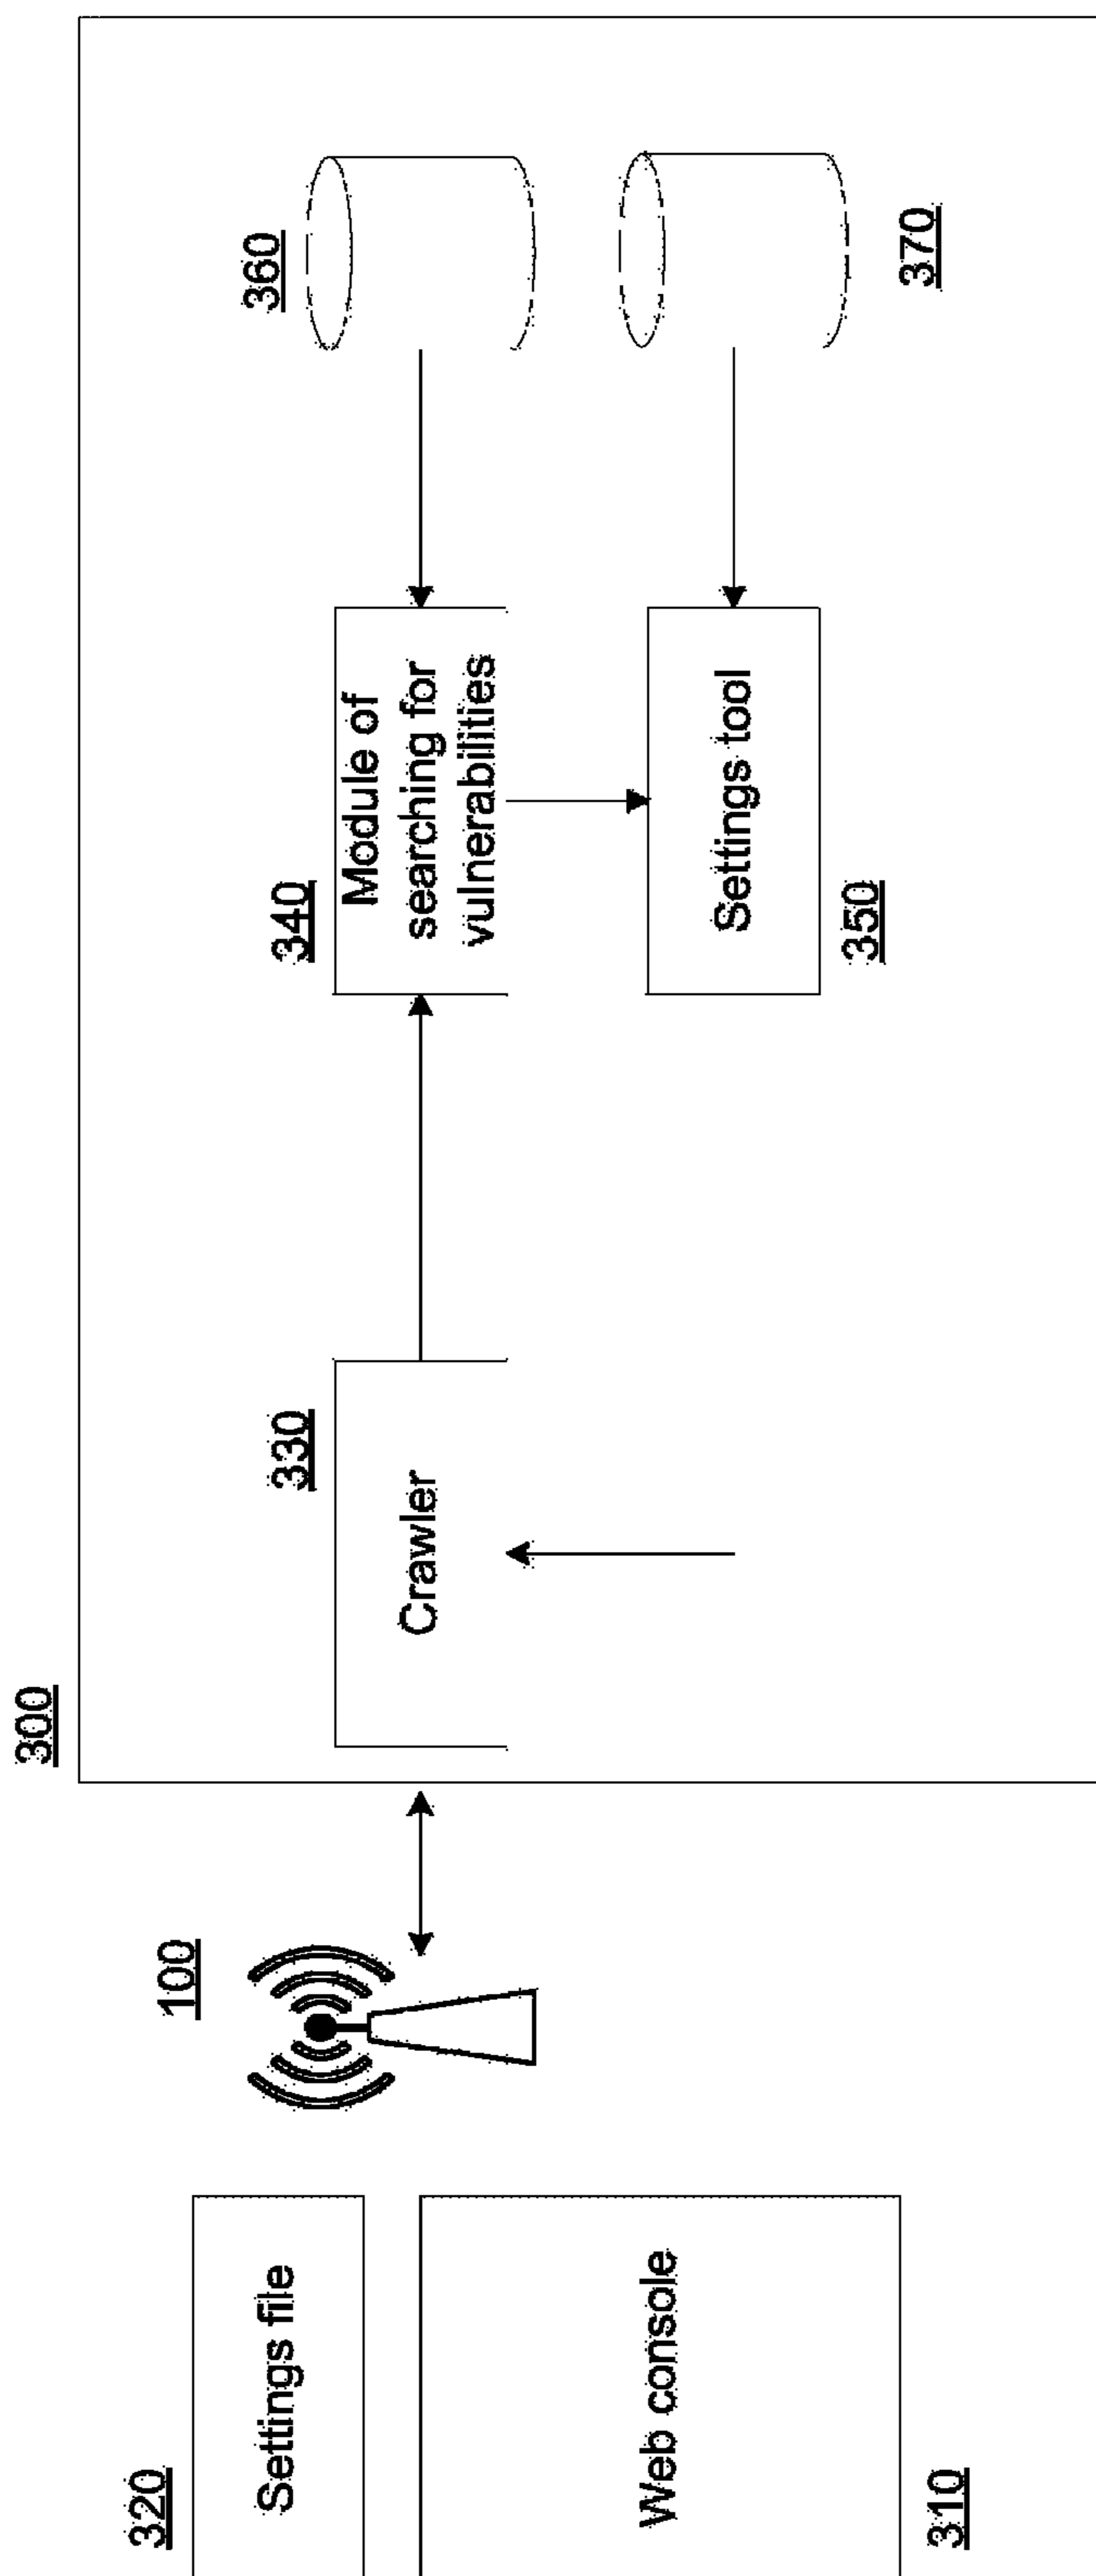 300
360
370
340
Module of
searching for
vulnerabilities
Settings tool
350
330
Crawler
100
320
Settings file
Web console
310